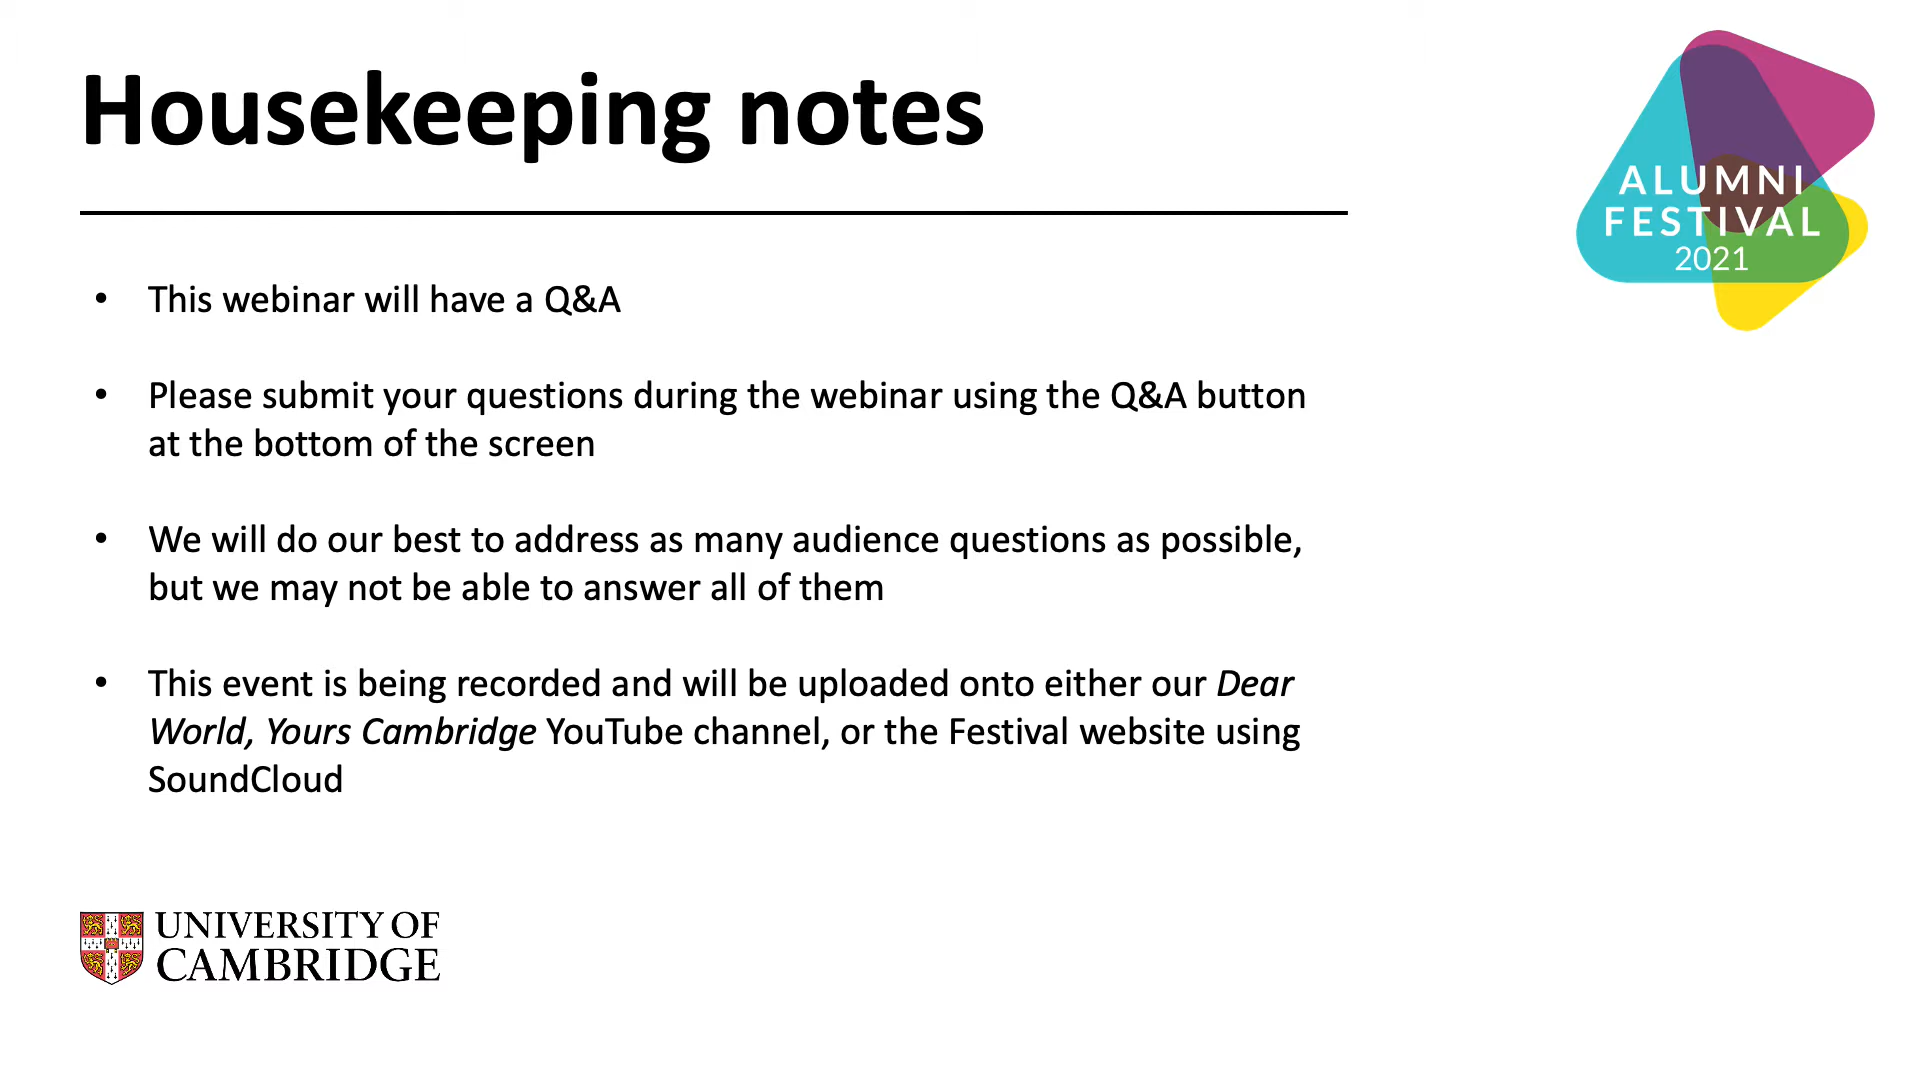 Housekeeping notes
ALUMNI
FESTIVAL
2021
• This webinar will have a Q&A
• Please submit your questions during the webinar using the Q&A button
at the bottom of the screen
• We will do our best to address as many audience questions as possible,
but we may not be able to answer all of them
• This event is being recorded and will be uploaded onto either our Dear
World, Yours Cambridge YouTube channel, or the Festival website using
SoundCloud
UNIVERSITY OF
CAMBRIDGE